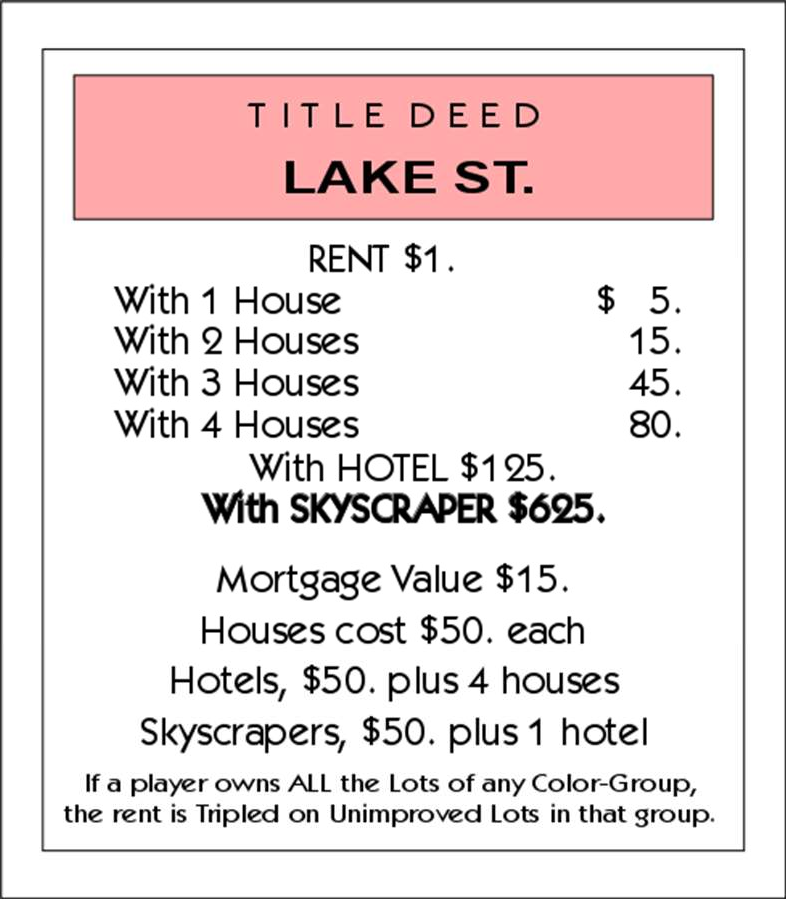 TITLE DEED
LAKE ST.
RENT $1.
With 1 House $ 5.
With 2 Houses 15.
With 3 Houses 45.
With 4 Houses 80.
With HOTEL $125.
With SKYSCRAPER $625.
Mortgage Value $15.
Houses cost $50. each
Hotels, $50. plus 4 houses
Skyscrapers, $50. plus 1 hotel
If a player owns ALL the Lots of any Color-Group,
the rent is Tripled on Unimproved Lots in that group.